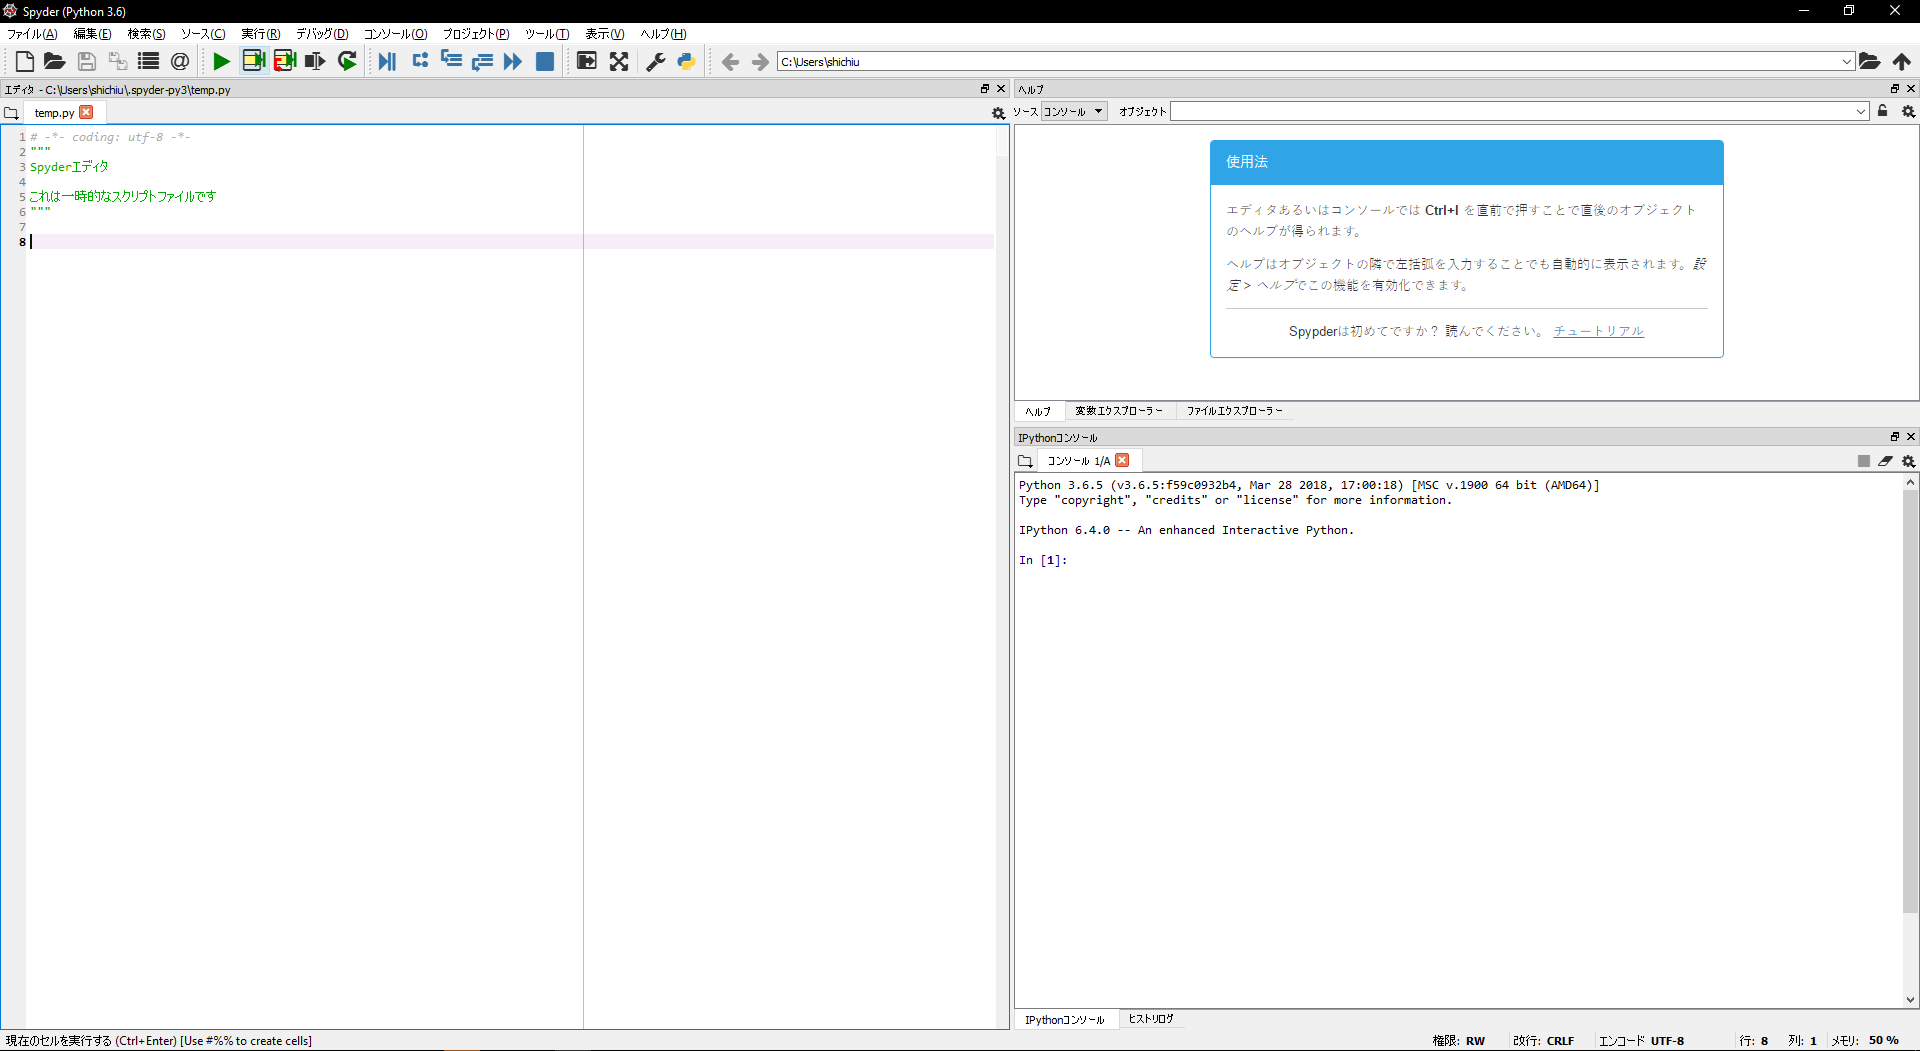 Spyder (Python 3.6)
ファイル(A) 編集(E) 検索(S) ソース(C) 実行(R) デバッグ(D) コンソール(O) プロジェクト(P) ツール(T) 表示(V) ヘルプ(H)
C:\Users\shichiu
エディタ - C:\Users\shichiu\.spyder-py3\temp.py
temp.py
1 # -*- coding: utf-8 -*-
2 """
3 Spyderエディタ
4
5 これは一時的なスクリプトファイルです
6 """
7
8
ヘルプ
ソース コンソール オブジェクト
使用法
エディタあるいはコンソールでは Ctrl+I を直前で押すことで直後のオブジェクト
のヘルプが得られます。
ヘルプはオブジェクトの隣で左括弧を入力することでも自動的に表示されます。設
定 > ヘルプでこの機能を有効化できます。
Spypderは初めてですか？ 読んでください。 チュートリアル
ヘルプ 変数エクスプローラー ファイルエクスプローラー
IPythonコンソール
コンソール 1/A
Python 3.6.5 (v3.6.5:f59c0932b4, Mar 28 2018, 17:00:18) [MSC v.1900 64 bit (AMD64)]
Type "copyright", "credits" or "license" for more information.
IPython 6.4.0 -- An enhanced Interactive Python.
In [1]:
IPythonコンソール ヒストリログ
現在のセルを実行する (Ctrl+Enter) [Use #%% to create cells]
権限: RW 改行: CRLF エンコード UTF-8 行: 8 列: 1 メモリ: 50 %